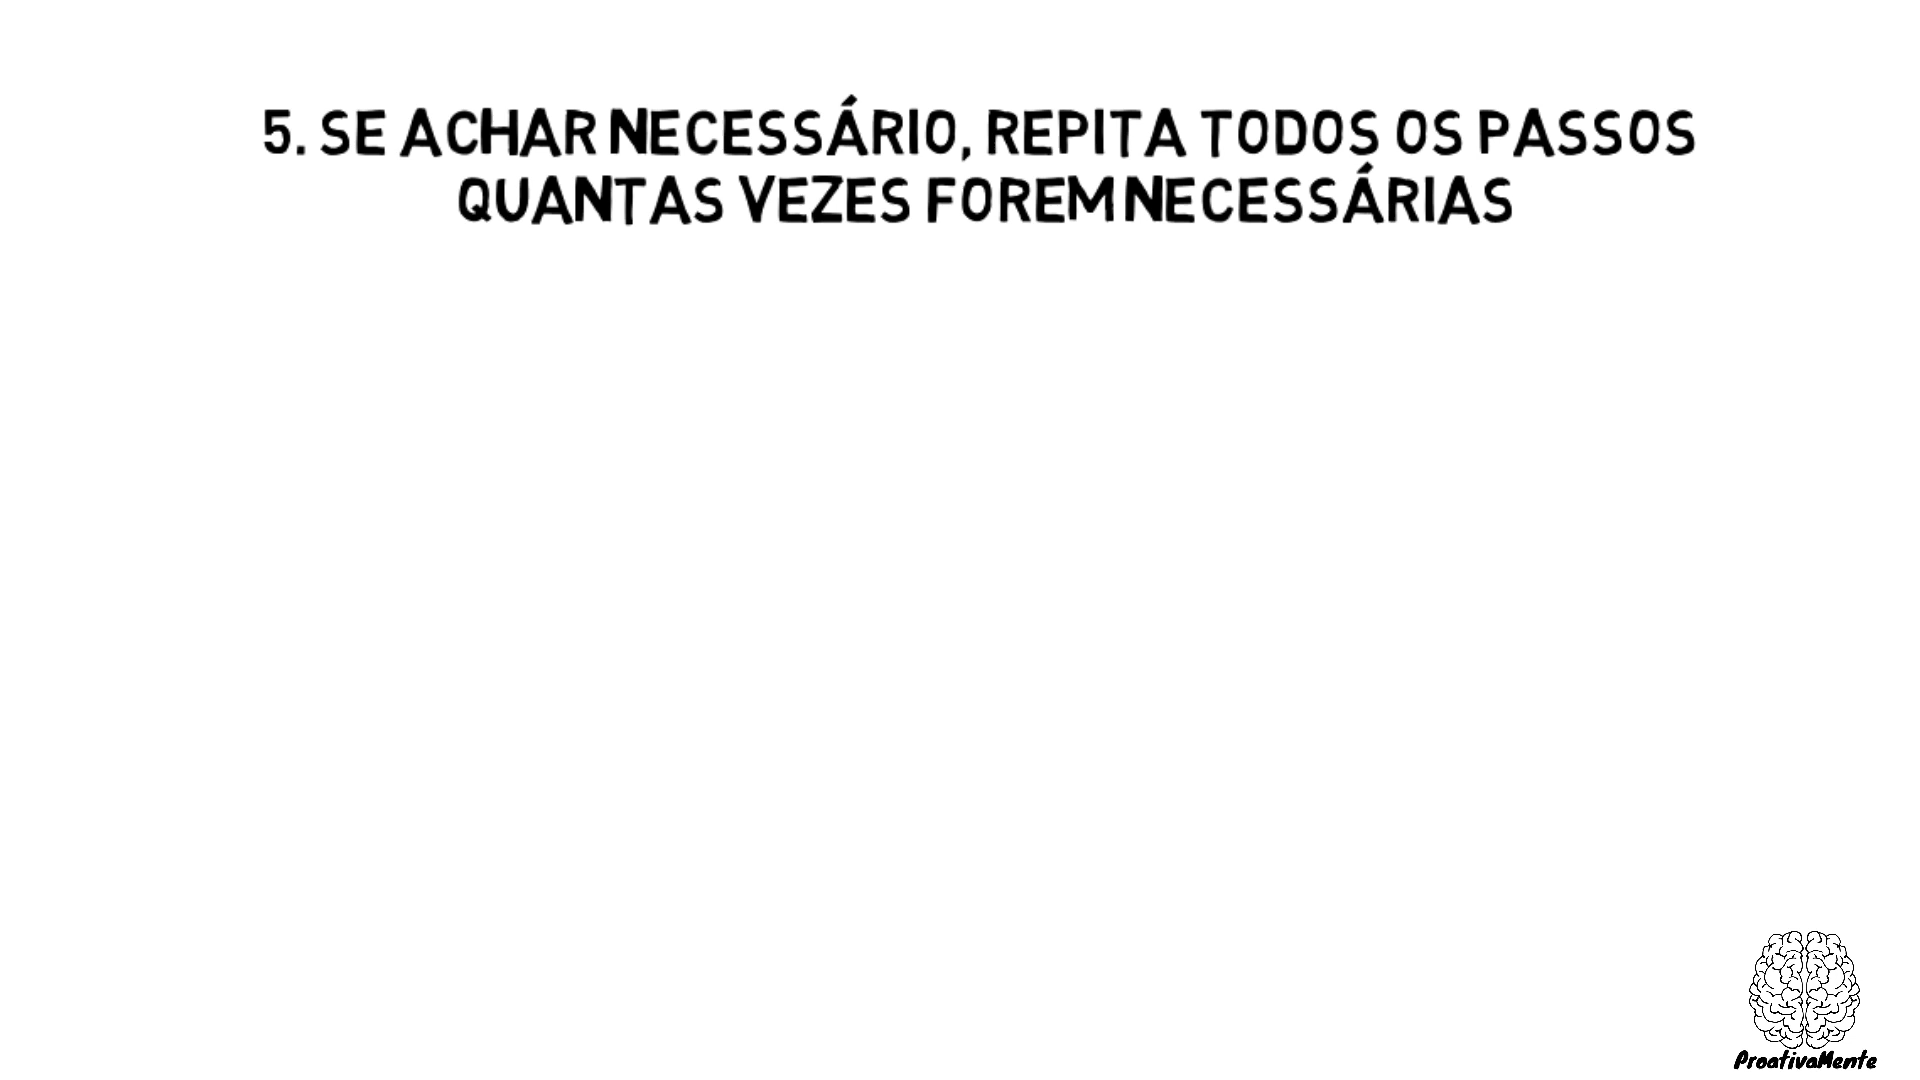 5. SE ACHAR NECESSÁRIO, REPITA TODOS OS PASSOS
QUANTAS VEZES FOREM NECESSÁRIAS
ProativaMente